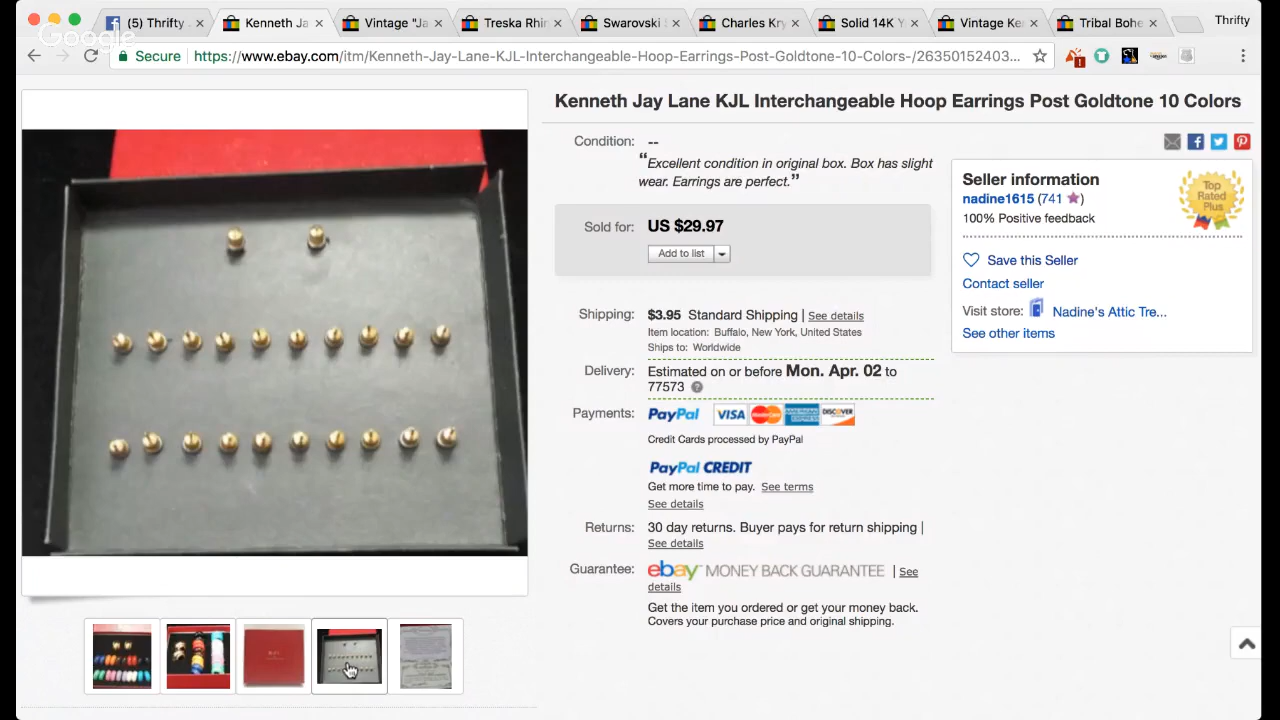 (5) Thrifty
Kenneth Ja
Vintage "Ja
Treska Rhin
Swarovski
Charles Kry
Solid 14K Y
Vintage Ke
Tribal Bohe
Thrifty
Google
Secure
https://www.ebay.com/itm/Kenneth-Jay-Lane-KJL-Interchangeable-Hoop-Earrings-Post-Goldtone-10-Colors-/26350152403...
Kenneth Jay Lane KJL Interchangeable Hoop Earrings Post Goldtone 10 Colors
Condition: --
“Excellent condition in original box. Box has slight
wear. Earrings are perfect.”
Sold for: US $29.97
Add to list
Shipping: $3.95 Standard Shipping | See details
Item location: Buffalo, New York, United States
Ships to: Worldwide
Delivery: Estimated on or before Mon. Apr. 02 to
77573
Payments: PayPal VISA MasterCard AMERICAN EXPRESS DISCOVER
Credit Cards processed by PayPal
PayPal CREDIT
Get more time to pay. See terms
See details
Returns: 30 day returns. Buyer pays for return shipping |
See details
Guarantee: ebay MONEY BACK GUARANTEE | See
details
Get the item you ordered or get your money back.
Covers your purchase price and original shipping.
Seller information
nadine1615 (741)
100% Positive feedback
Top
Rated
Plus
Save this Seller
Contact seller
Visit store: Nadine's Attic Tre...
See other items